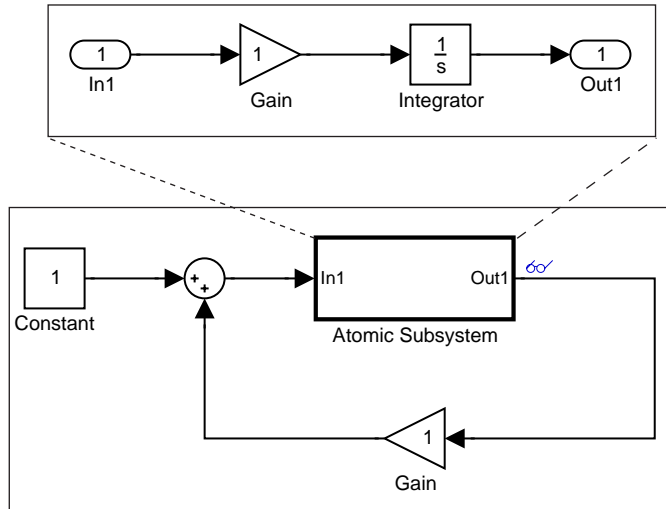 1
1
1
s
1
In1
Gain
Integrator
Out1
1
+
+
In1
Out1
Constant
Atomic Subsystem
1
Gain